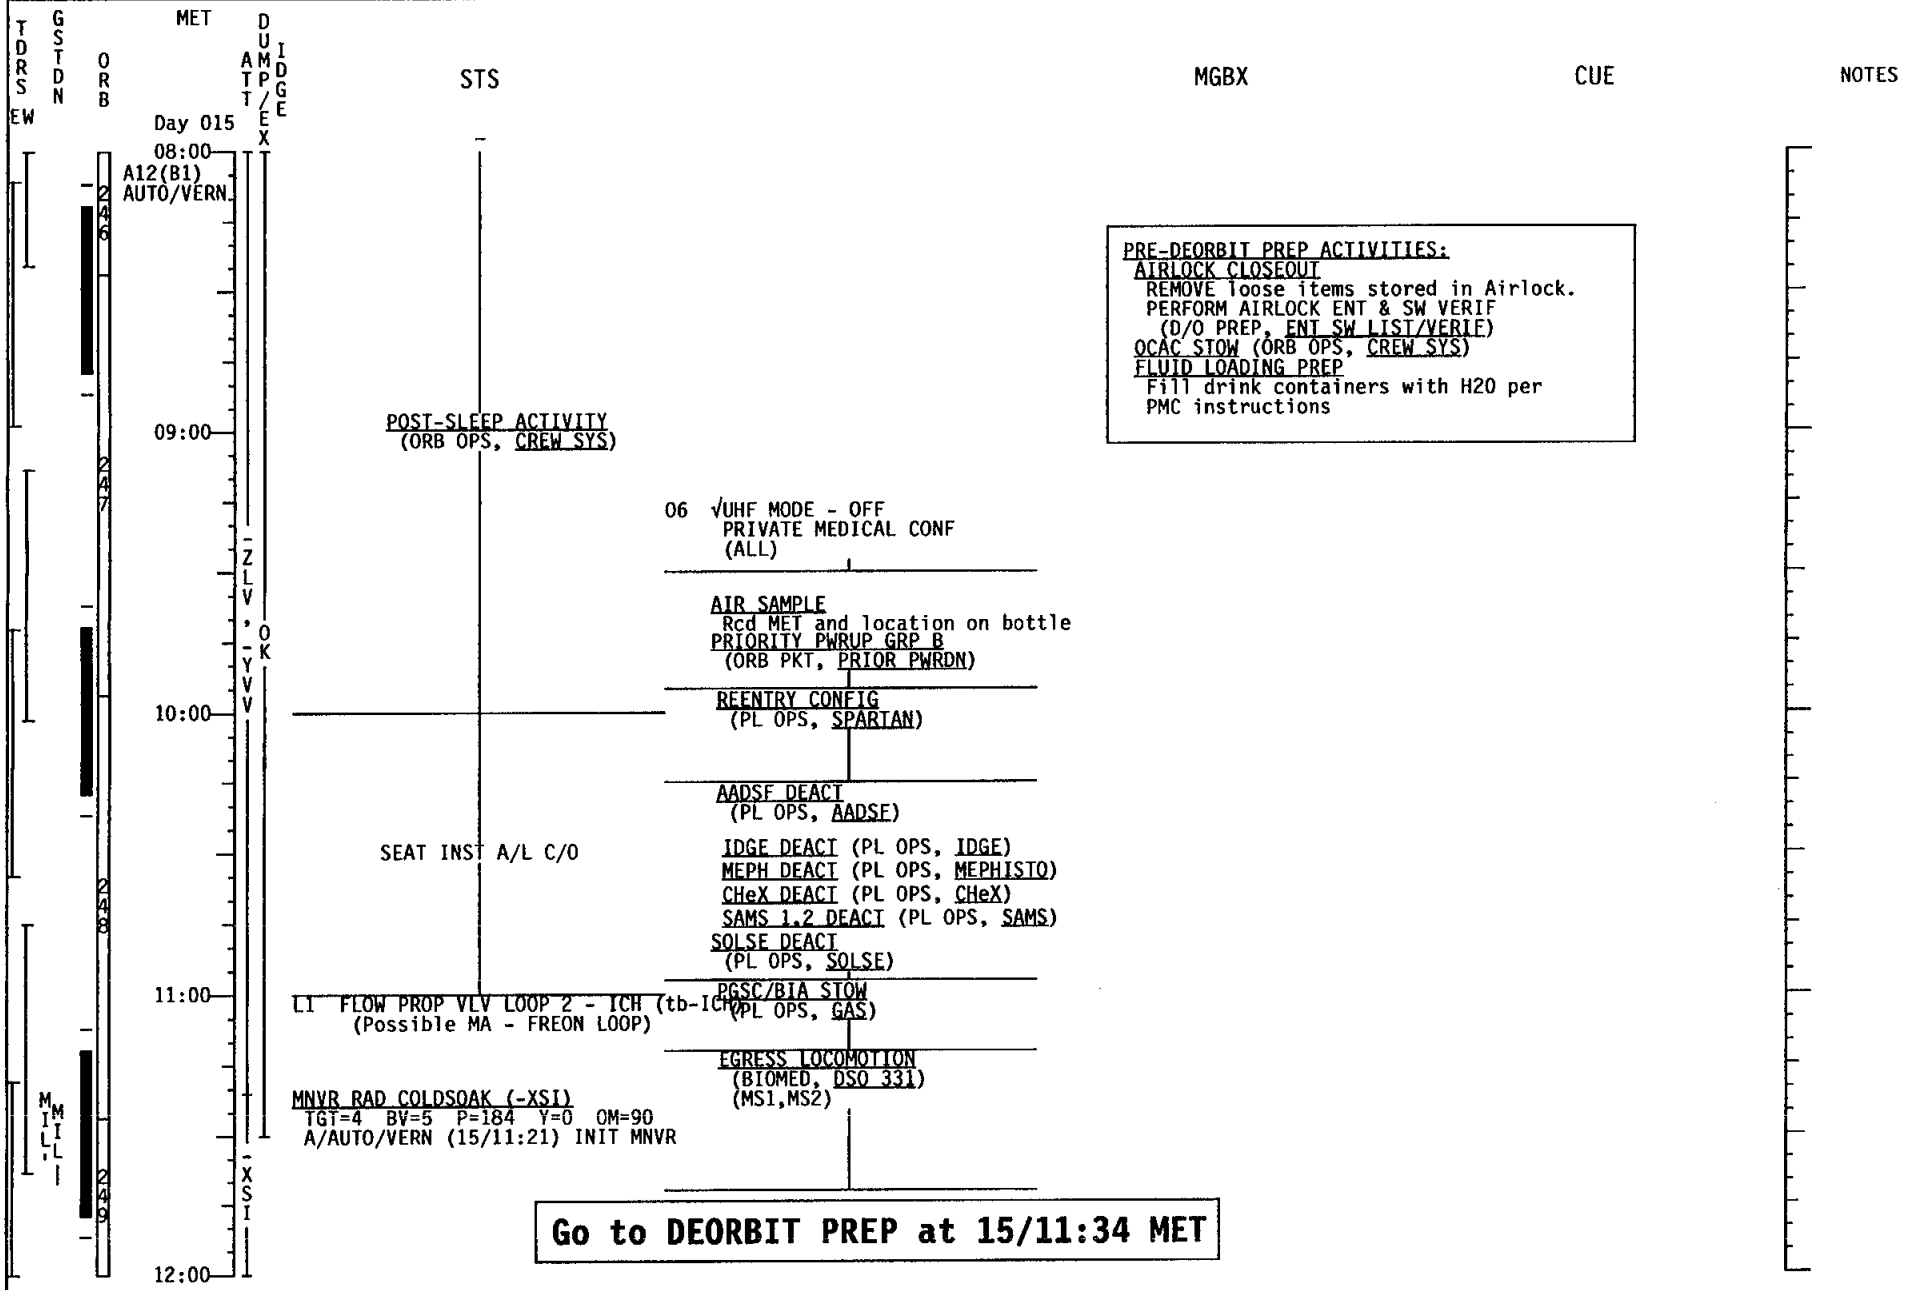 TDRS
EW
GSTDN
ORB
MET
ATT
DUMP/EX
IDGE
STS
MGBX
CUE
NOTES
Day 015
08:00
A12(B1)
AUTO/VERN
246
PRE-DEORBIT PREP ACTIVITIES:
AIRLOCK CLOSEOUT
REMOVE loose items stored in Airlock.
PERFORM AIRLOCK ENT & SW VERIF
(D/O PREP, ENT SW LIST/VERIF)
OCAC STOW (ORB OPS, CREW SYS)
FLUID LOADING PREP
Fill drink containers with H20 per
PMC instructions
09:00
POST-SLEEP ACTIVITY
(ORB OPS, CREW SYS)
247
06 √UHF MODE - OFF
PRIVATE MEDICAL CONF
(ALL)
-ZLV,-YVV
OK
AIR SAMPLE
Rcd MET and location on bottle
PRIORITY PWRUP GRP B
(ORB PKT, PRIOR PWRDN)
10:00
REENTRY CONFIG
(PL OPS, SPARTAN)
AADSF DEACT
(PL OPS, AADSF)
SEAT INST A/L C/O
IDGE DEACT (PL OPS, IDGE)
MEPH DEACT (PL OPS, MEPHISTO)
CHeX DEACT (PL OPS, CHeX)
SAMS 1,2 DEACT (PL OPS, SAMS)
SOLSE DEACT
(PL OPS, SOLSE)
248
11:00
L1 FLOW PROP VLV LOOP 2 - ICH (tb-ICH)
(Possible MA - FREON LOOP)
PGSC/BIA STOW
(PL OPS, GAS)
EGRESS LOCOMOTION
(BIOMED, DSO 331)
(MS1,MS2)
MNVR RAD COLDSOAK (-XSI)
TGT=4 BV=5 P=184 Y=0 OM=90
A/AUTO/VERN (15/11:21) INIT MNVR
MIL
MIL
-XSI
249
Go to DEORBIT PREP at 15/11:34 MET
12:00